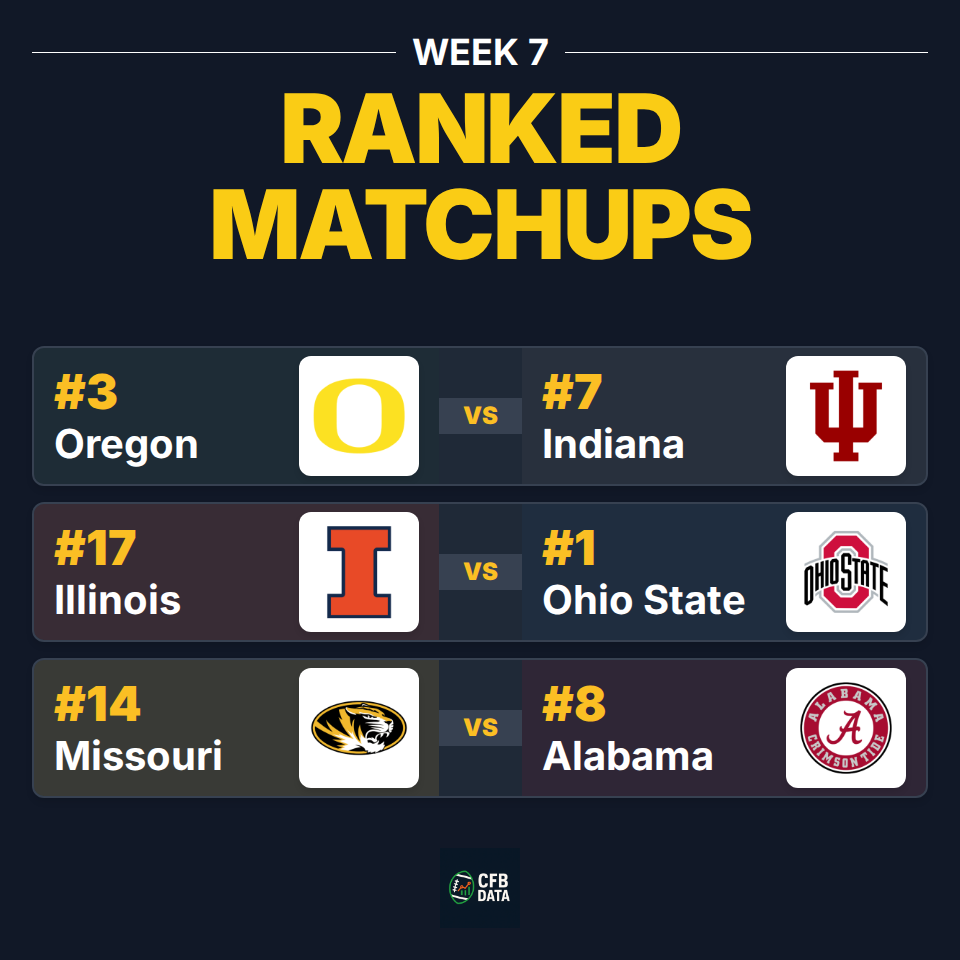 WEEK 7
RANKED
MATCHUPS
#3
Oregon
vs
#7
Indiana
#17
Illinois
vs
#1
Ohio State
OHIO STATE
#14
Missouri
vs
#8
Alabama
ALABAMA
A
CRIMSON TIDE
CFB
DATA